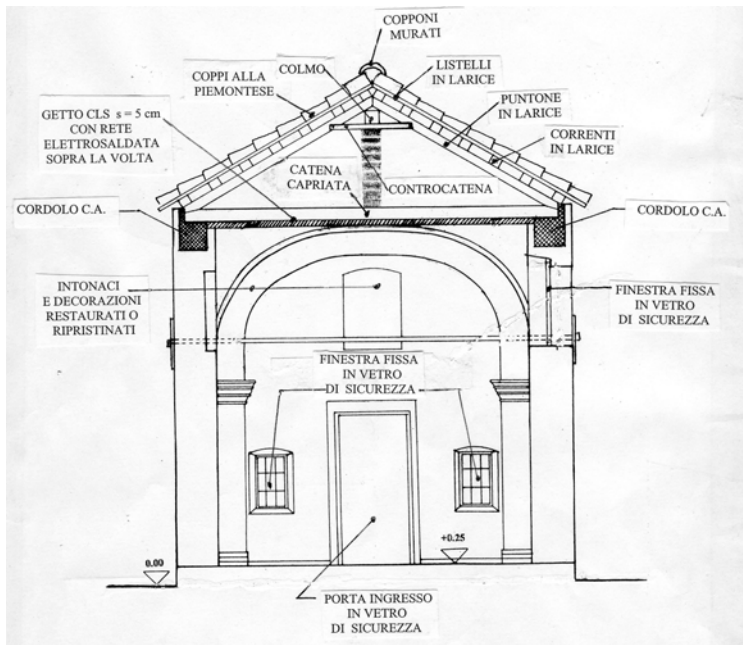 COPPONI
MURATI
COLMO
COPPI ALLA
PIEMONTESE
LISTELLI
IN LARICE
PUNTONE
IN LARICE
GETTO CLS s = 5 cm
CON RETE
ELETTROSALDATA
SOPRA LA VOLTA
CORRENTI
IN LARICE
CATENA
CAPRIATA
CONTROCATENA
CORDOLO C.A.
CORDOLO C.A.
INTONACI
E DECORAZIONI
RESTAURATI O
RIPRISTINATI
FINESTRA FISSA
IN VETRO
DI SICUREZZA
FINESTRA FISSA
IN VETRO
DI SICUREZZA
0.00
+0.25
PORTA INGRESSO
IN VETRO
DI SICUREZZA